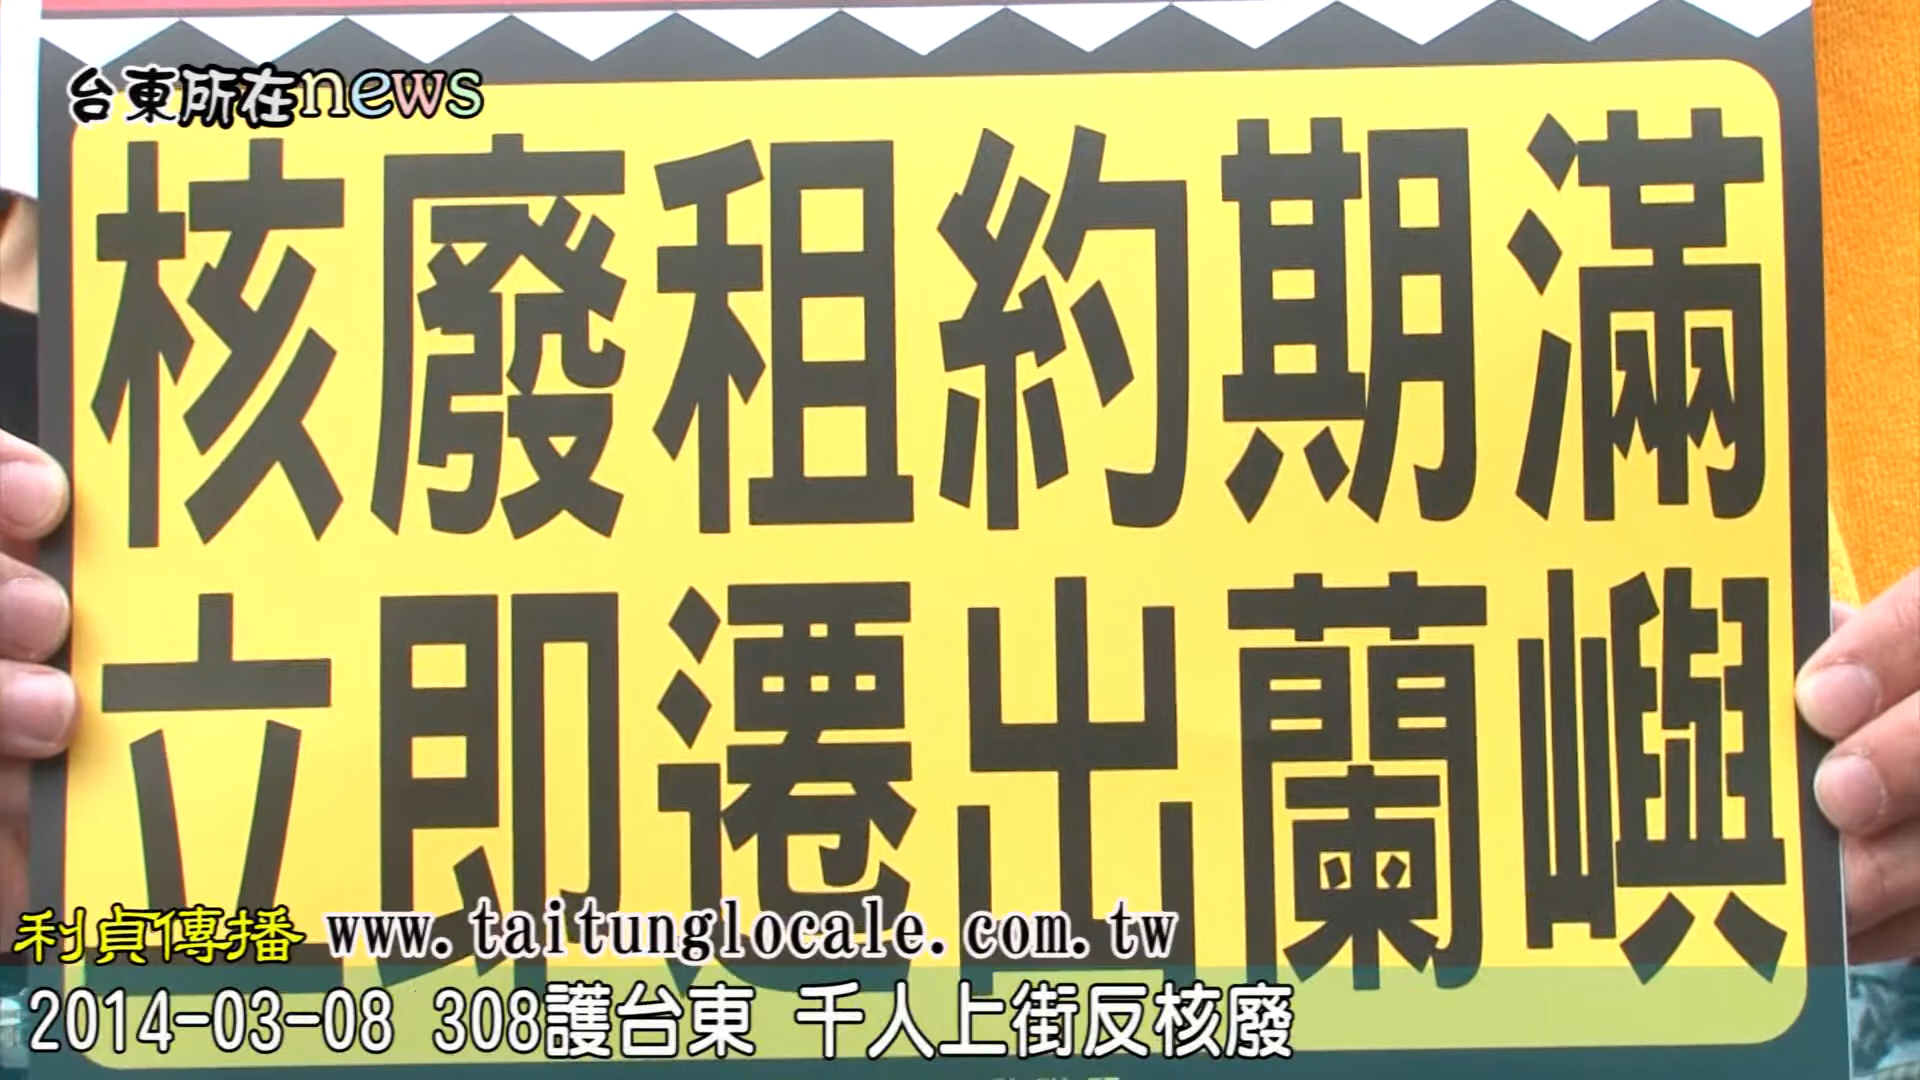 台東所在news
核廢租約期滿
立即遷出蘭嶼
利貞傳播 www.taitunglocale.com.tw
2014-03-08 308護台東 千人上街反核廢